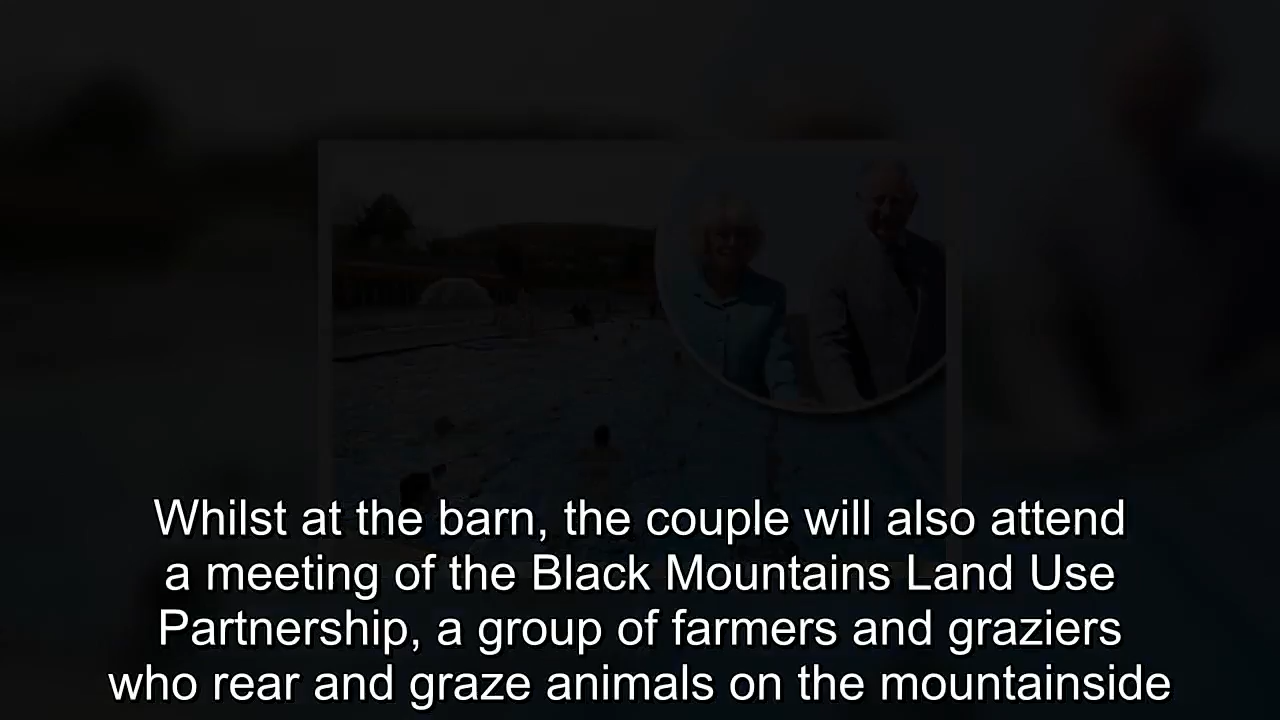 Whilst at the barn, the couple will also attend
a meeting of the Black Mountains Land Use
Partnership, a group of farmers and graziers
who rear and graze animals on the mountainside